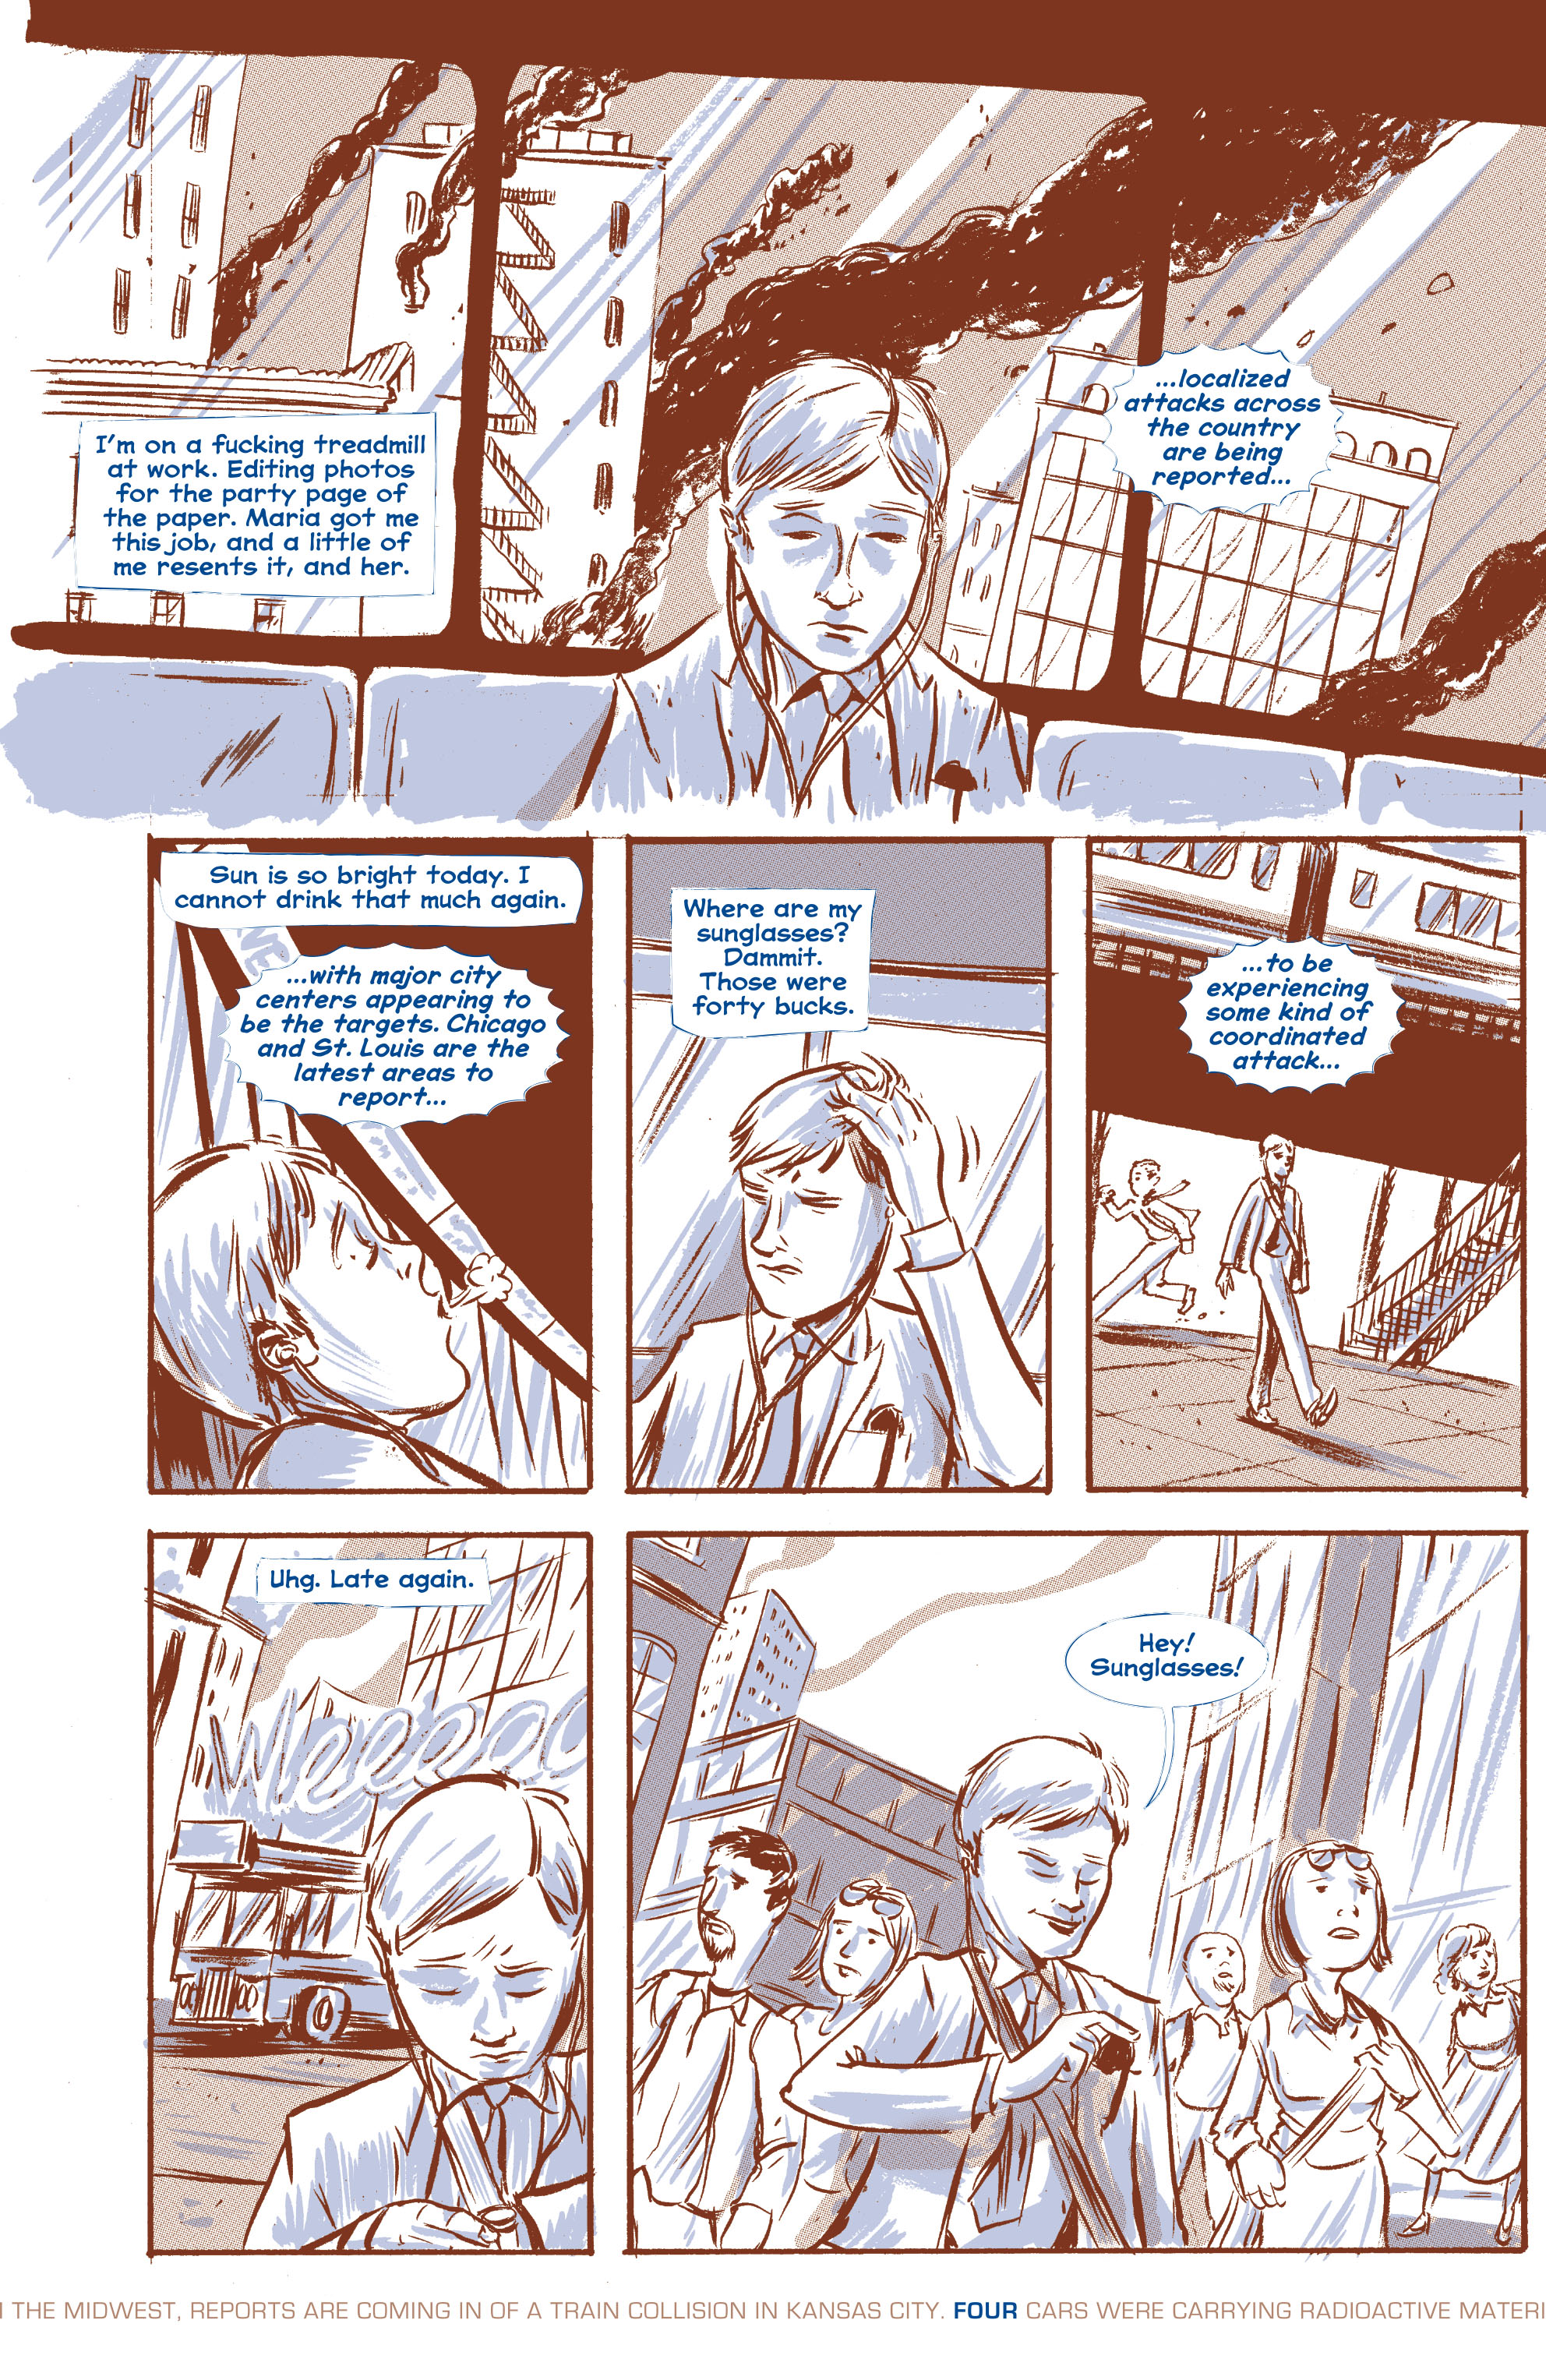 I'm on a fucking treadmill
at work. Editing photos
for the party page of
the paper. Maria got me
this job, and a little of
me resents it, and her.
...localized
attacks across
the country
are being
reported...
Sun is so bright today. I
cannot drink that much again.
...with major city
centers appearing to
be the targets. Chicago
and St. Louis are the
latest areas to
report...
Where are my
sunglasses?
Dammit.
Those were
forty bucks.
...to be
experiencing
some kind of
coordinated
attack...
Uhg. Late again.
Weeeee
Hey!
Sunglasses!
THE MIDWEST, REPORTS ARE COMING IN OF A TRAIN COLLISION IN KANSAS CITY. FOUR CARS WERE CARRYING RADIOACTIVE MATERI